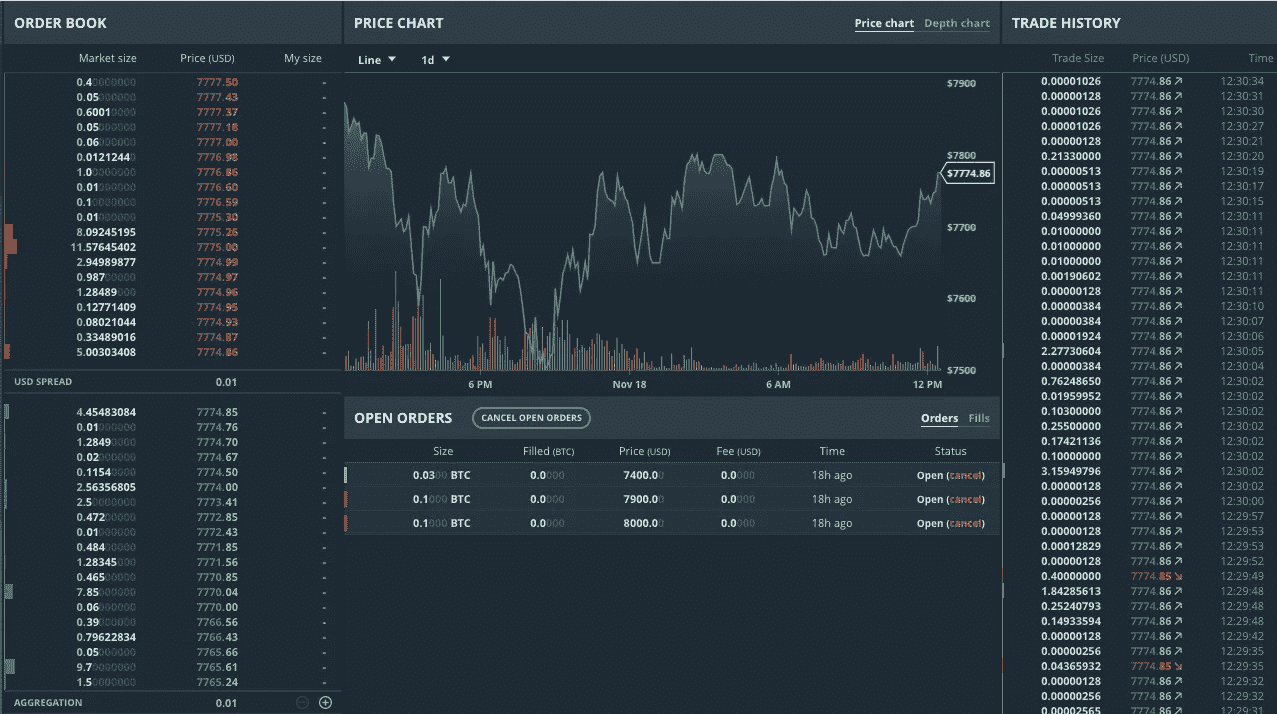 ORDER BOOK
Market size Price (USD) My size
0.40000000 7777.50 -
0.05000000 7777.43 -
0.60010000 7777.37 -
0.05000000 7777.18 -
0.06000000 7777.00 -
0.01212440 7776.98 -
1.00000000 7776.86 -
0.01000000 7776.60 -
0.10000000 7776.59 -
0.01000000 7775.30 -
8.09245195 7775.26 -
11.57645402 7775.00 -
2.94989877 7774.99 -
0.98700000 7774.97 -
1.28489000 7774.96 -
0.12771409 7774.95 -
0.08021044 7774.93 -
0.33489016 7774.87 -
5.00303408 7774.86 -
USD SPREAD 0.01
4.45483084 7774.85 -
0.01000000 7774.76 -
1.28490000 7774.70 -
0.02000000 7774.67 -
0.11540000 7774.50 -
2.56356805 7774.00 -
2.50000000 7773.41 -
0.47200000 7772.85 -
0.01000000 7772.43 -
0.48400000 7771.85 -
1.28345000 7771.56 -
0.46500000 7770.85 -
7.85000000 7770.04 -
0.06000000 7770.00 -
0.39000000 7766.56 -
0.79622834 7766.43 -
0.05000000 7765.66 -
9.70000000 7765.61 -
1.50000000 7765.24 -
AGGREGATION 0.01
PRICE CHART Price chart Depth chart
Line 1d
$7900
$7800
$7774.86
$7700
$7600
$7500
6 PM Nov 18 6 AM 12 PM
OPEN ORDERS CANCEL OPEN ORDERS Orders Fills
Size Filled (BTC) Price (USD) Fee (USD) Time Status
0.0300 BTC 0.0000 7400.00 0.0000 18h ago Open (cancel)
0.1000 BTC 0.0000 7900.00 0.0000 18h ago Open (cancel)
0.1000 BTC 0.0000 8000.00 0.0000 18h ago Open (cancel)
TRADE HISTORY
Trade Size Price (USD) Time
0.00001026 7774.86↗ 12:30:34
0.00000128 7774.86↗ 12:30:31
0.00001026 7774.86↗ 12:30:30
0.00001026 7774.86↗ 12:30:27
0.00000128 7774.86↗ 12:30:21
0.21330000 7774.86↗ 12:30:20
0.00000513 7774.86↗ 12:30:19
0.00000513 7774.86↗ 12:30:17
0.00000513 7774.86↗ 12:30:15
0.04999360 7774.86↗ 12:30:11
0.01000000 7774.86↗ 12:30:11
0.01000000 7774.86↗ 12:30:11
0.01000000 7774.86↗ 12:30:11
0.00190602 7774.86↗ 12:30:11
0.00000128 7774.86↗ 12:30:11
0.00000384 7774.86↗ 12:30:10
0.00000384 7774.86↗ 12:30:07
0.00001924 7774.86↗ 12:30:06
2.27730604 7774.86↗ 12:30:05
0.00000384 7774.86↗ 12:30:04
0.76248650 7774.86↗ 12:30:02
0.01959952 7774.86↗ 12:30:02
0.10300000 7774.86↗ 12:30:02
0.25500000 7774.86↗ 12:30:02
0.17421136 7774.86↗ 12:30:02
0.10000000 7774.86↗ 12:30:02
3.15949796 7774.86↗ 12:30:02
0.00000128 7774.86↗ 12:30:02
0.00000256 7774.86↗ 12:30:00
0.00000128 7774.86↗ 12:29:57
0.00000128 7774.86↗ 12:29:53
0.00012829 7774.86↗ 12:29:53
0.00000128 7774.86↗ 12:29:52
0.40000000 7774.85↘ 12:29:49
1.84285613 7774.86↗ 12:29:48
0.25240793 7774.86↗ 12:29:48
0.14933594 7774.86↗ 12:29:48
0.00000128 7774.86↗ 12:29:42
0.00000256 7774.86↗ 12:29:35
0.04365932 7774.85↘ 12:29:35
0.00000128 7774.86↗ 12:29:32
0.00000256 7774.86↗ 12:29:32
0.00002565 7774.86↗ 12:29:31